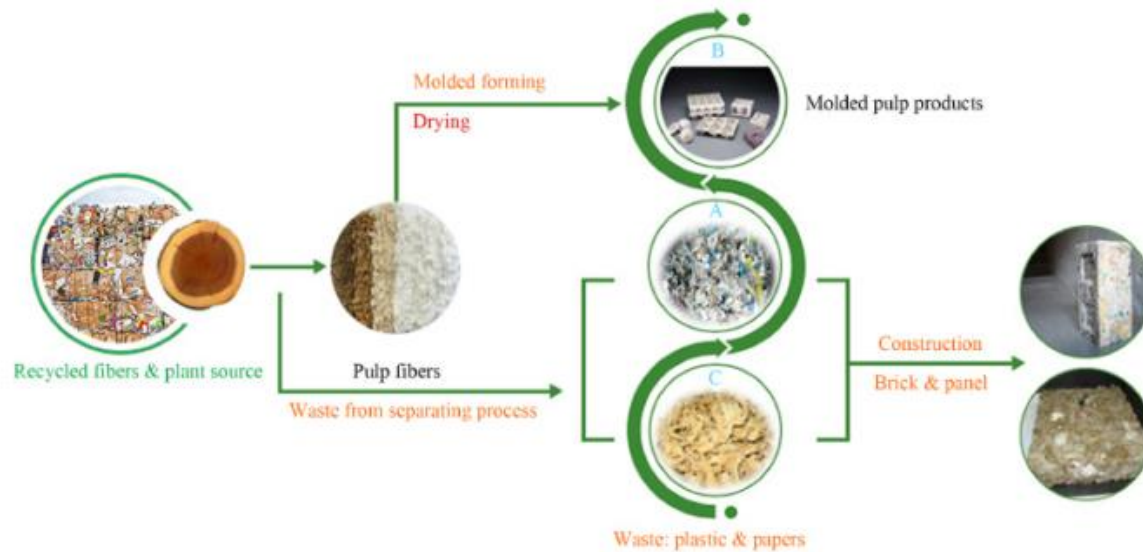 B
Molded forming
Drying
Molded pulp products
A
Recycled fibers & plant source
Pulp fibers
Waste from separating process
C
Construction
Brick & panel
Waste: plastic & papers